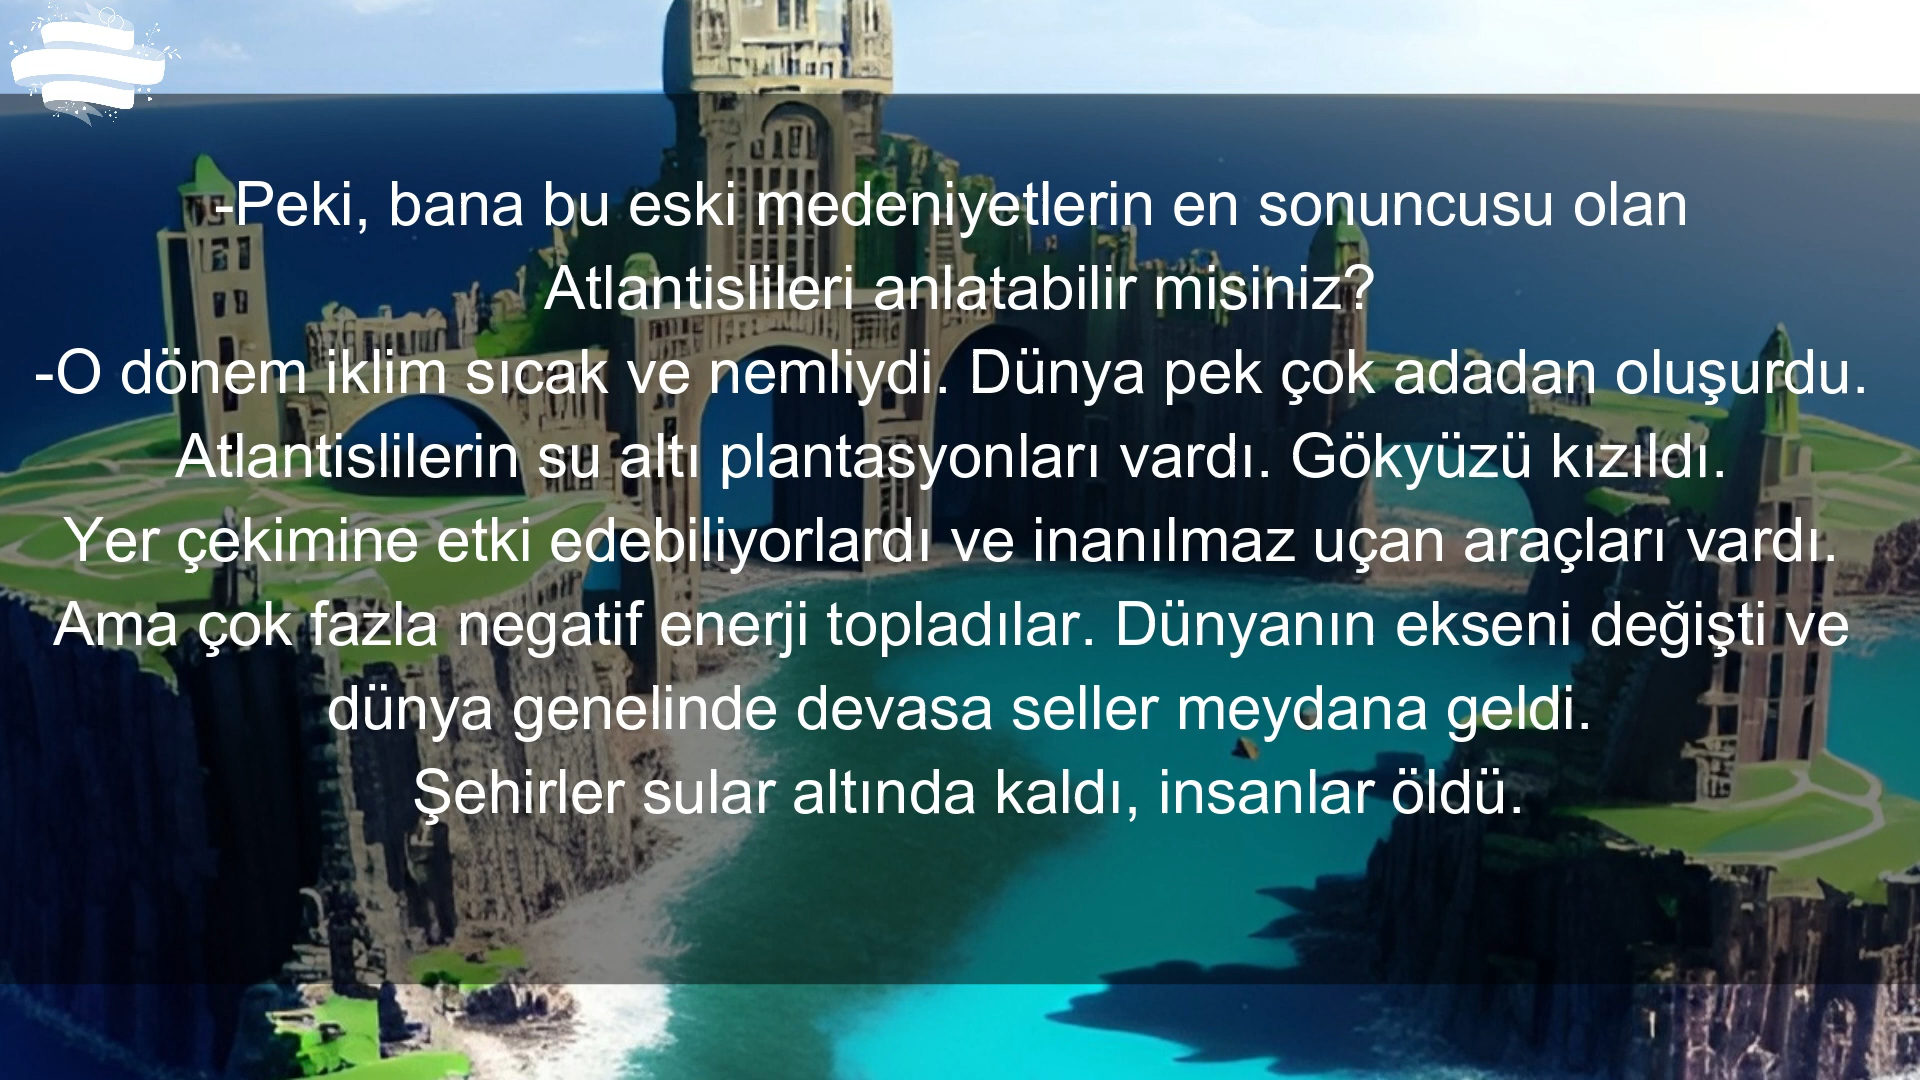 -Peki, bana bu eski medeniyetlerin en sonuncusu olan
Atlantislileri anlatabilir misiniz?
-O dönem iklim sıcak ve nemliydi. Dünya pek çok adadan oluşurdu.
Atlantislilerin su altı plantasyonları vardı. Gökyüzü kızıldı.
Yer çekimine etki edebiliyorlardı ve inanılmaz uçan araçları vardı.
Ama çok fazla negatif enerji topladılar. Dünyanın ekseni değişti ve
dünya genelinde devasa seller meydana geldi.
Şehirler sular altında kaldı, insanlar öldü.